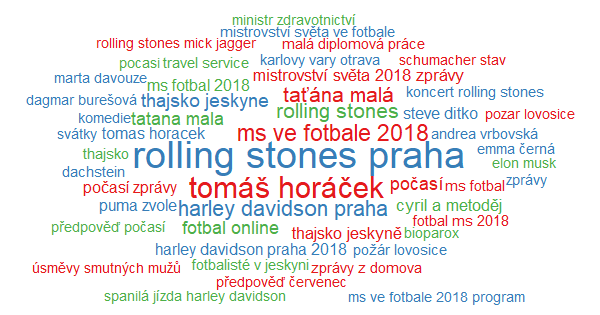 ministr zdravotnictví
mistrovství světa ve fotbale
rolling stones mick jagger
malá diplomová práce
pocasi
travel service
karlovy vary otrava
schumacher stav
marta davouze
ms fotbal 2018
mistrovství světa 2018 zprávy
koncert rolling stones
dagmar burešová
thajsko jeskyne
taťána malá
rolling stones
steve ditko
pozar lovosice
komedie
tatana mala
svátky
tomas horacek
ms ve fotbale 2018
andrea vrbovská
thajsko
rolling stones praha
emma černá
elon musk
dachstein
počasí zprávy
tomáš horáček
počasí
ms fotbal
zprávy
puma zvole
harley davidson praha
cyril a metoděj
předpověď počasí
fotbal online
thajsko jeskyně
bioparox
fotbal ms 2018
harley davidson praha 2018
požár lovosice
úsměvy smutných mužů
fotbalisté v jeskyni
zprávy z domova
předpověď červenec
spanilá jízda harley davidson
ms ve fotbale 2018 program